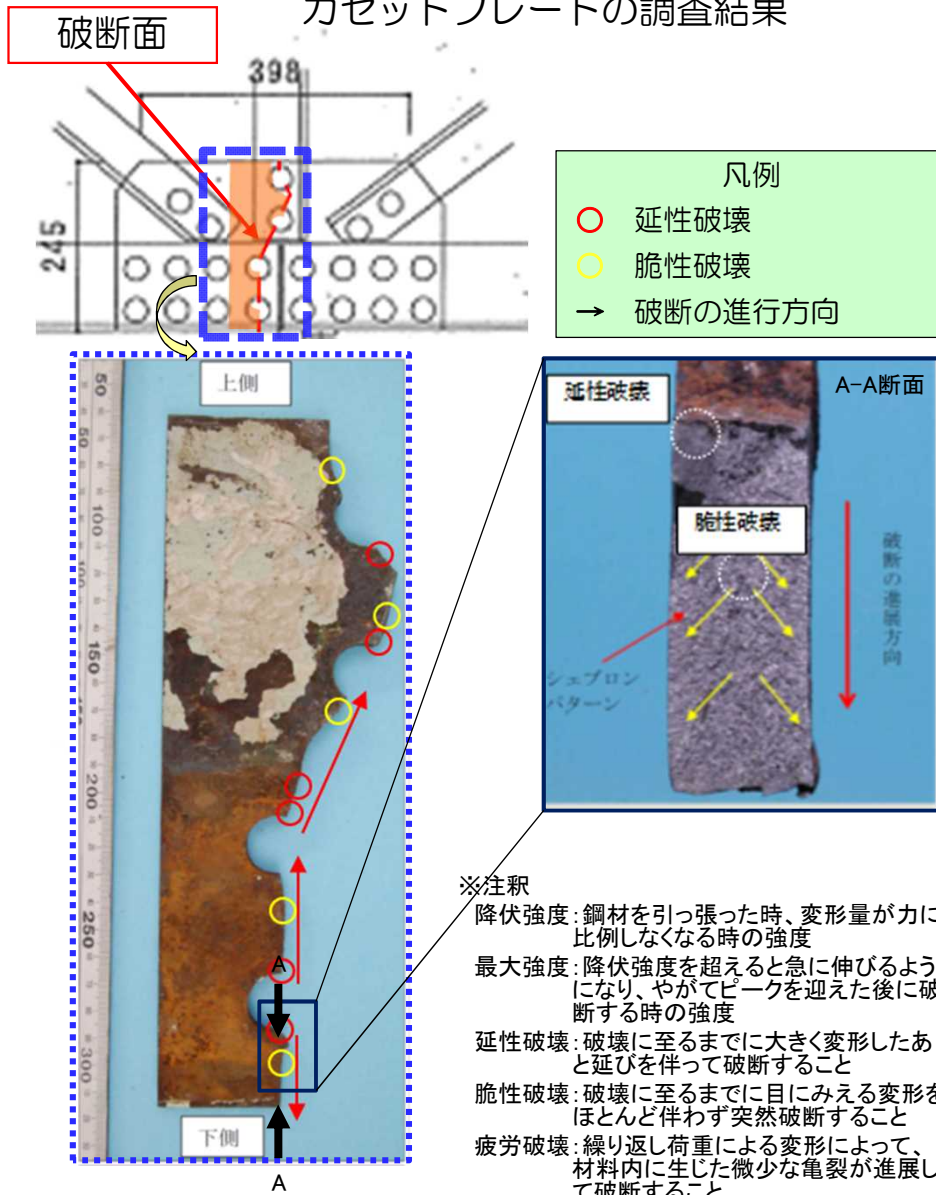 ガセットプレートの調査結果
破断面
398
245
凡例
延性破壊
脆性破壊
→ 破断の進行方向
上側
50
50
100
100
150
200
250
300
A
下側
A
A-A断面
延性破壊
脆性破壊
シェブロン
パターン
破断の進展方向
※注釈
降伏強度：鋼材を引っ張った時、変形量が力に
比例しなくなる時の強度
最大強度：降伏強度を超えると急に伸びるよう
になり、やがてピークを迎えた後に破
断する時の強度
延性破壊：破壊に至るまでに大きく変形したあ
と延びを伴って破断すること
脆性破壊：破壊に至るまでに目にみえる変形を
ほとんど伴わず突然破断すること
疲労破壊：繰り返し荷重による変形によって、
材料内に生じた微少な亀裂が進展し
て破断すること